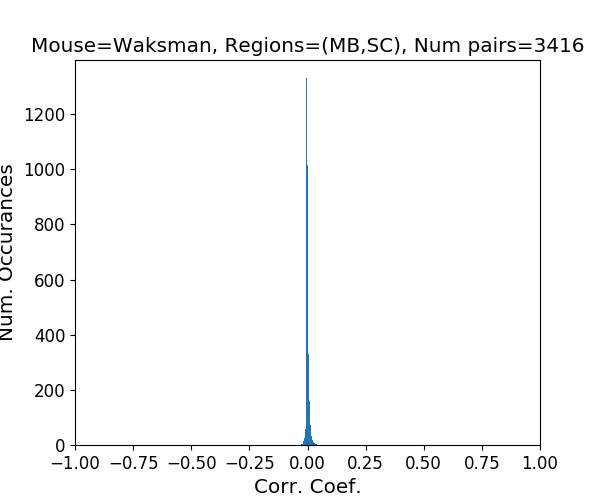 Mouse=Waksman, Regions=(MB,SC), Num pairs=3416
Num. Occurances
1200
1000
800
600
400
200
0
−1.00 −0.75 −0.50 −0.25 0.00 0.25 0.50 0.75 1.00
Corr. Coef.